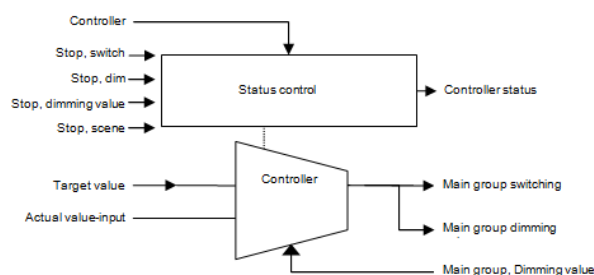 Controller
Stop, switch
Stop, dim
Stop, dimming value
Stop, scene
Status control
Controller status
Target value
Actual value-input
Controller
Main group switching
Main group dimming
Main group, Dimming value